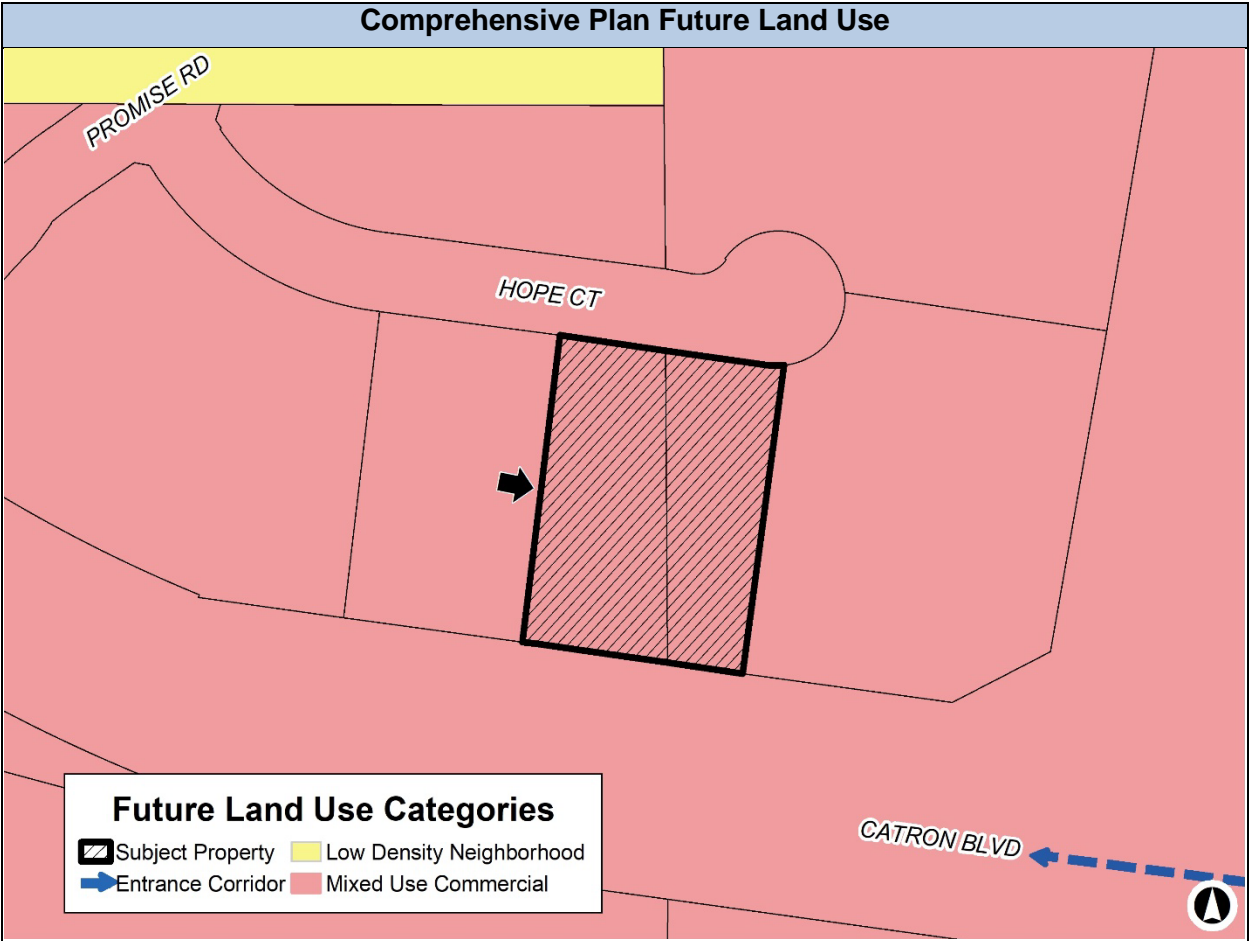 Comprehensive Plan Future Land Use
PROMISE RD
HOPE CT
CATRON BLVD
Future Land Use Categories
Subject Property
Low Density Neighborhood
Entrance Corridor
Mixed Use Commercial